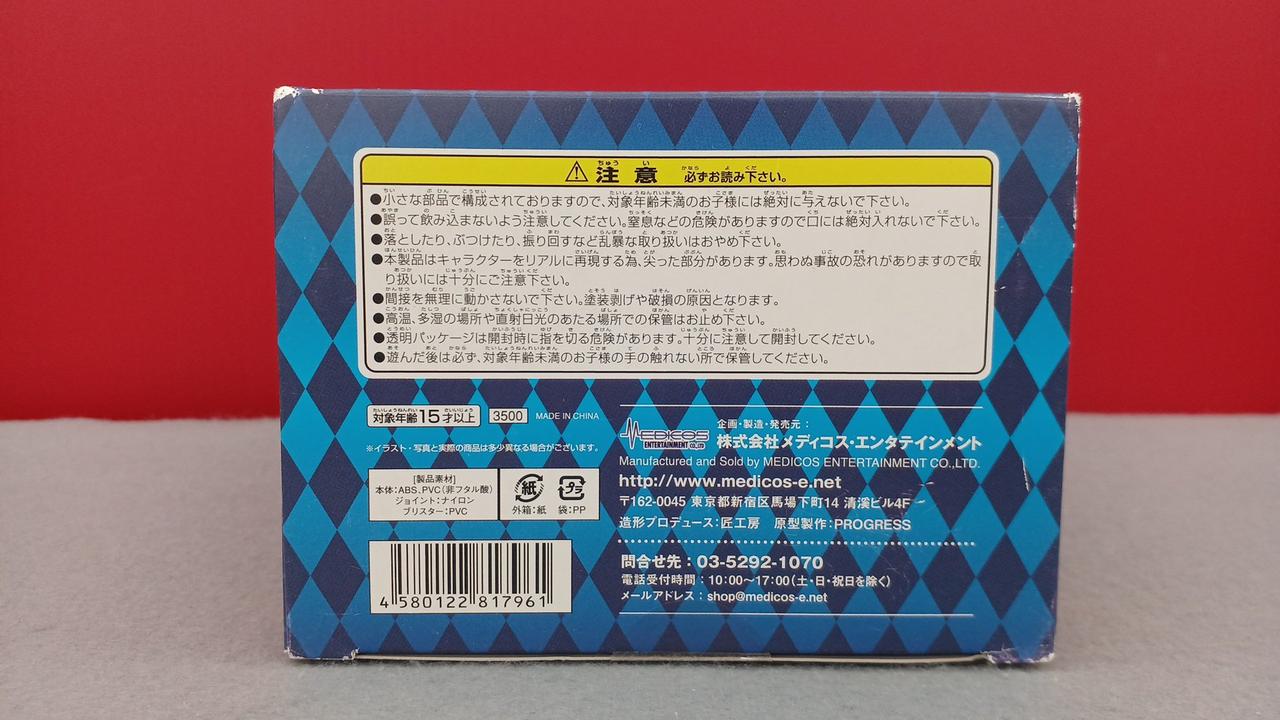 ⚠注意 必ずお読み下さい。
●小さな部品で構成されておりますので、対象年齢未満のお子様には絶対に与えないで下さい。
●誤って飲み込まないよう注意してください。窒息などの危険がありますので口には絶対入れないで下さい。
●落としたり、ぶつけたり、振り回すなど乱暴な取り扱いはおやめ下さい。
●本製品はキャラクターをリアルに再現する為、尖った部分があります。思わぬ事故の恐れがありますので取
り扱いには十分にご注意下さい。
●間接を無理に動かさないで下さい。塗装剥げや破損の原因となります。
●高温、多湿の場所や直射日光のあたる場所での保管はお止め下さい。
●透明パッケージは開封時に指を切る危険があります。十分に注意して開封してください。
●遊んだ後は必ず、対象年齢未満のお子様の手の触れない所で保管してください。
対象年齢15才以上 3500 MADE IN CHINA
※イラスト・写真と実際の商品は多少異なる場合がございます。
[製品素材]
本体:ABS、PVC(非フタル酸)
ジョイント:ナイロン
ブリスター:PVC
紙 プラ
外箱:紙 袋:PP
4 580122 817961
MEDICOS
ENTERTAINMENT CO.,LTD
企画・製造・発売元:
株式会社メディコス・エンタテインメント
Manufactured and Sold by MEDICOS ENTERTAINMENT CO.,LTD.
http://www.medicos-e.net
〒162-0045 東京都新宿区馬場下町14 清溪ビル4F
造形プロデュース:匠工房 原型製作:PROGRESS
問合せ先:03-5292-1070
電話受付時間:10:00〜17:00(土・日・祝日を除く)
メールアドレス:shop@medicos-e.net